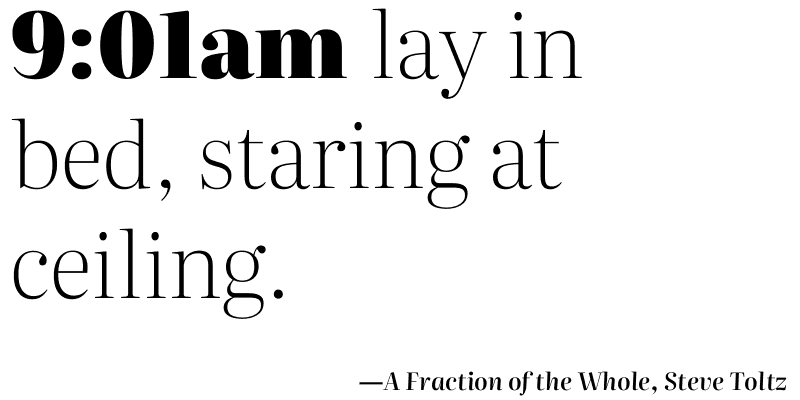 9:01am lay in
bed, staring at
ceiling.
—A Fraction of the Whole, Steve Toltz